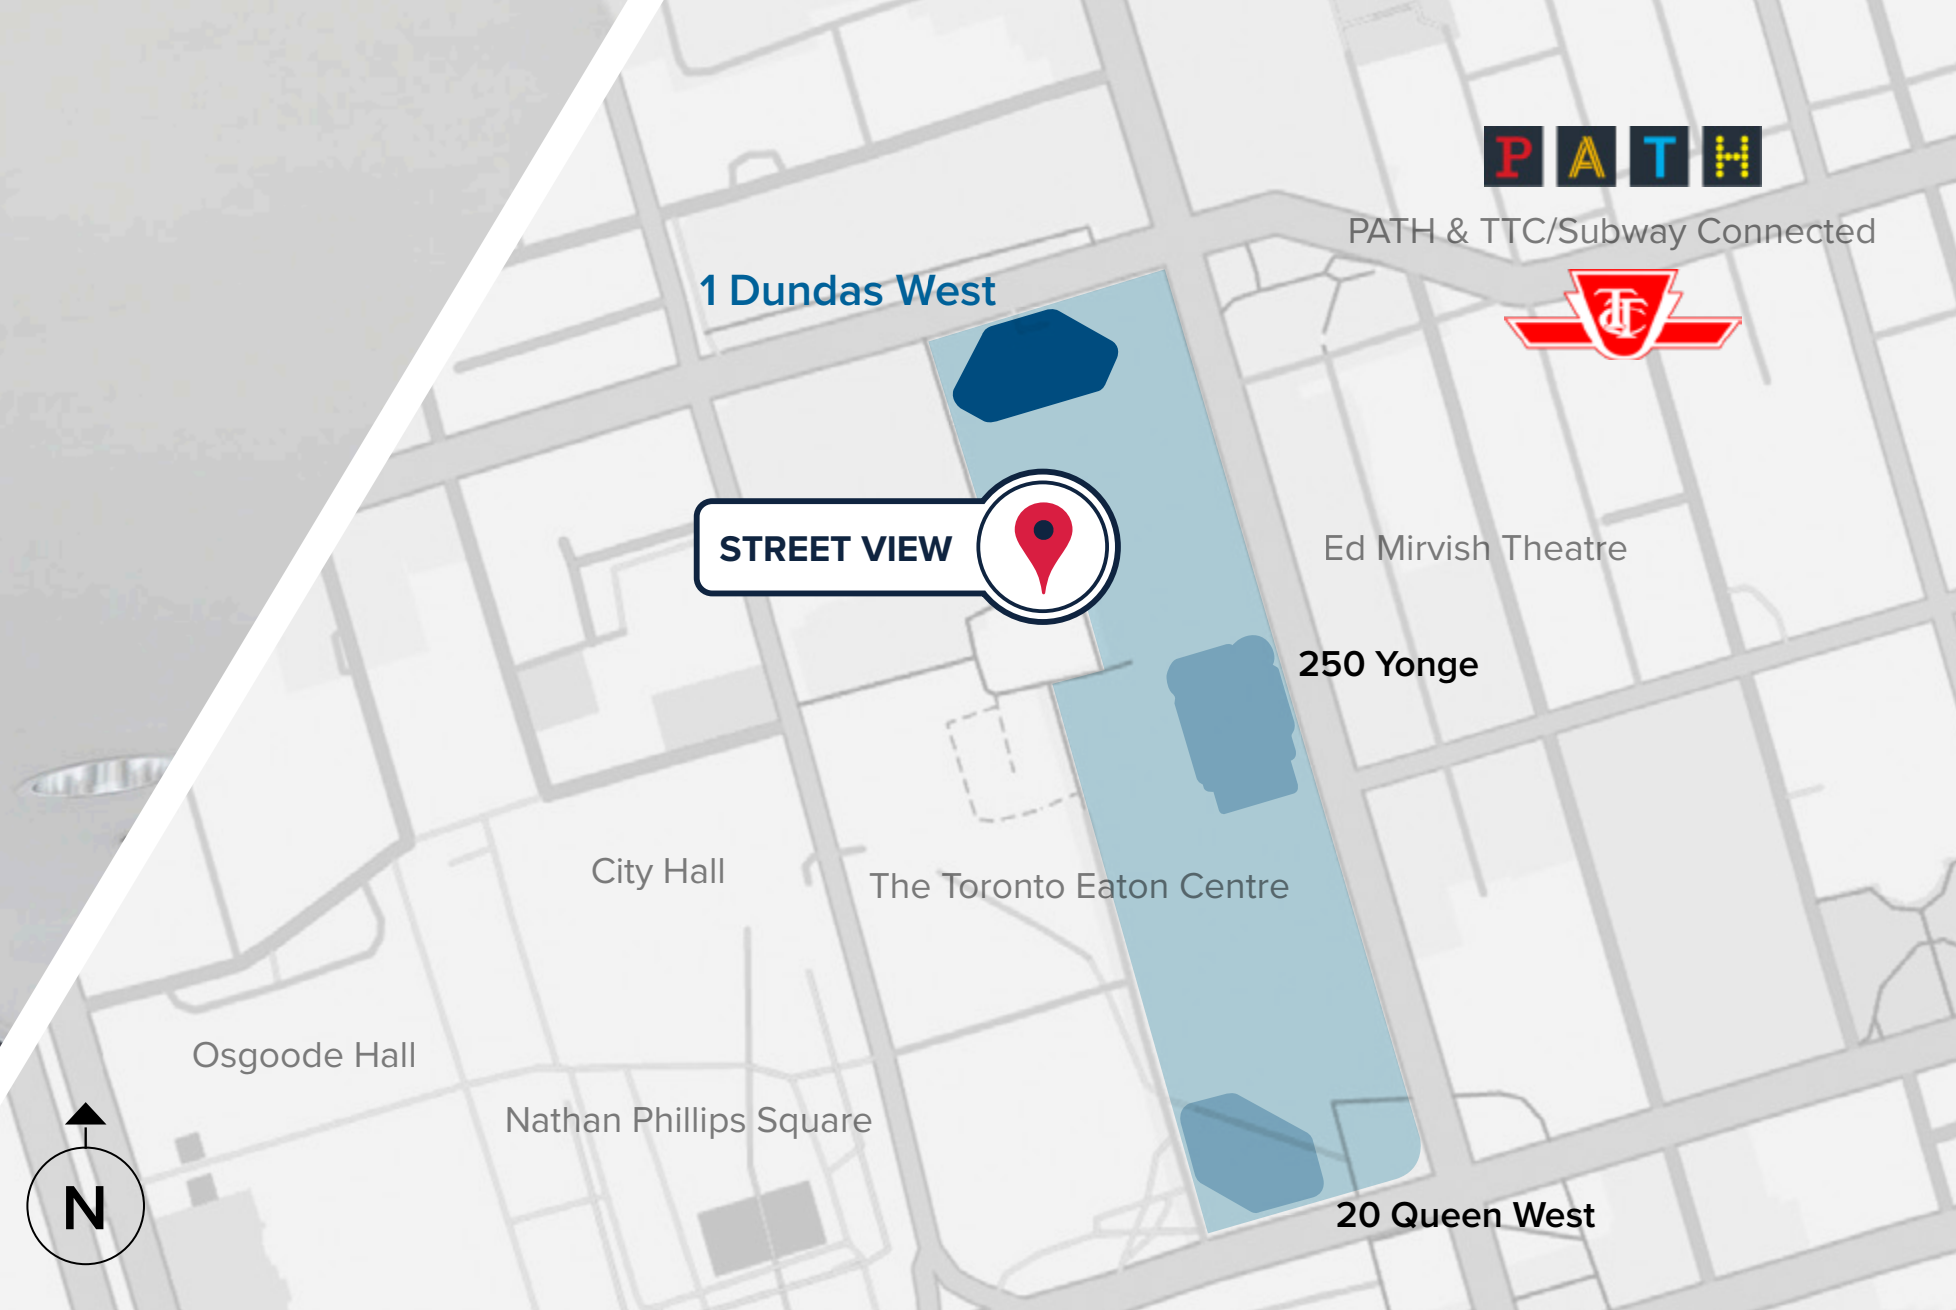 PATH
PATH & TTC/Subway Connected
TTC
1 Dundas West
STREET VIEW
Ed Mirvish Theatre
250 Yonge
City Hall
The Toronto Eaton Centre
Osgoode Hall
Nathan Phillips Square
N
20 Queen West